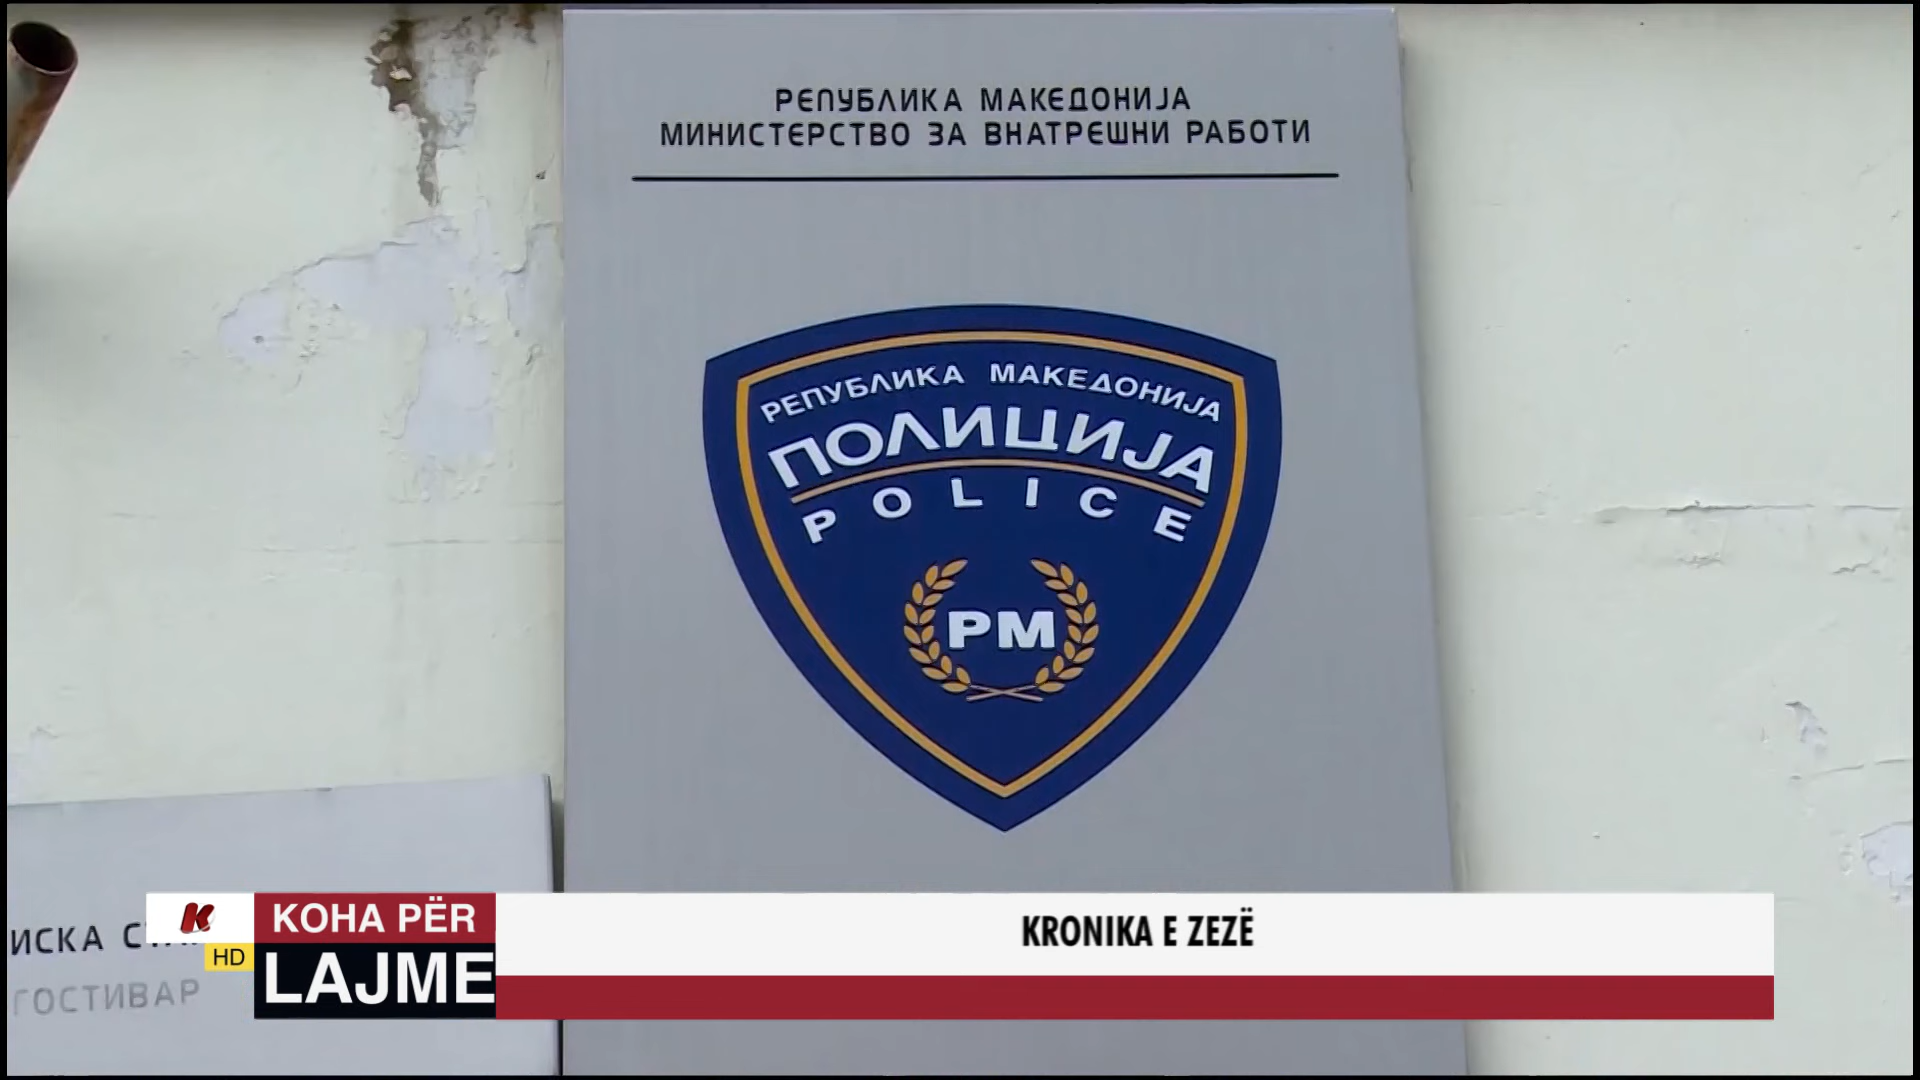 РЕПУБЛИКА МАКЕДОНИЈА
МИНИСТЕРСТВО ЗА ВНАТРЕШНИ РАБОТИ
РЕПУБЛИКА МАКЕДОНИЈА
ПОЛИЦИЈА
POLICE
РМ
ИСКА
ГОСТИВАР
K
HD
KOHA PËR
LAJME
KRONIKA E ZEZË